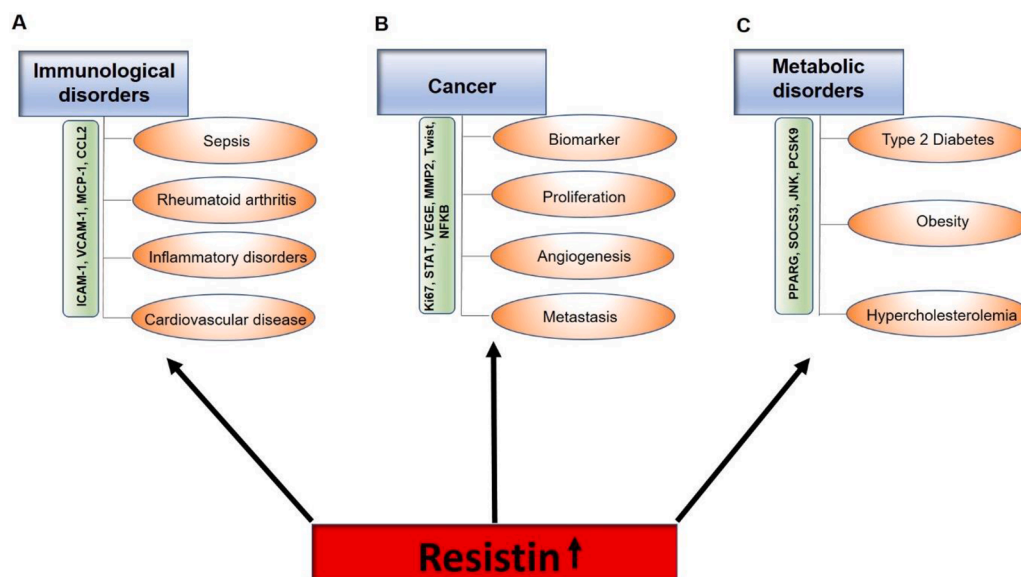 A
Immunological
disorders
ICAM-1, VCAM-1, MCP-1, CCL2
Sepsis
Rheumatoid arthritis
Inflammatory disorders
Cardiovascular disease
B
Cancer
Ki67, STAT, VEGE, MMP2, Twist,
NFKB
Biomarker
Proliferation
Angiogenesis
Metastasis
C
Metabolic
disorders
PPARG, SOCS3, JNK, PCSK9
Type 2 Diabetes
Obesity
Hypercholesterolemia
Resistin